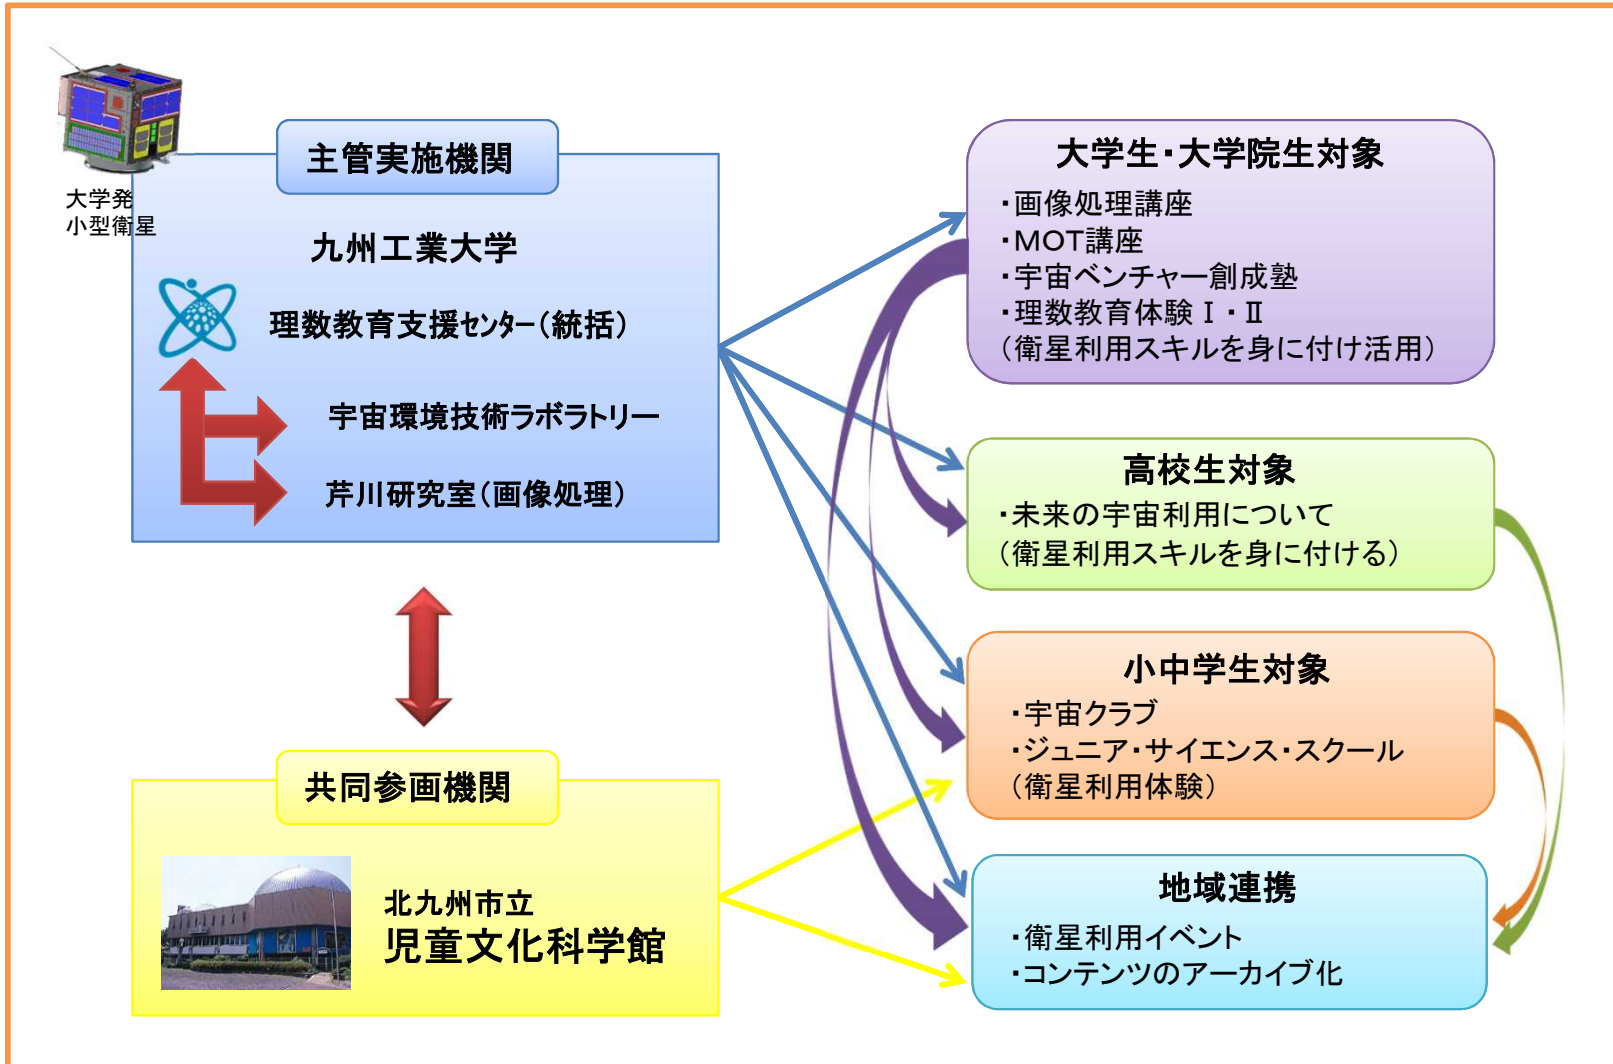 大学発
小型衛星
主管実施機関
九州工業大学
理数教育支援センター(統括)
宇宙環境技術ラボラトリー
芹川研究室(画像処理)
共同参画機関
北九州市立
児童文化科学館
大学生・大学院生対象
・画像処理講座
・MOT講座
・宇宙ベンチャー創成塾
・理数教育体験Ⅰ・Ⅱ
(衛星利用スキルを身に付け活用)
高校生対象
・未来の宇宙利用について
(衛星利用スキルを身に付ける)
小中学生対象
・宇宙クラブ
・ジュニア・サイエンス・スクール
(衛星利用体験)
地域連携
・衛星利用イベント
・コンテンツのアーカイブ化